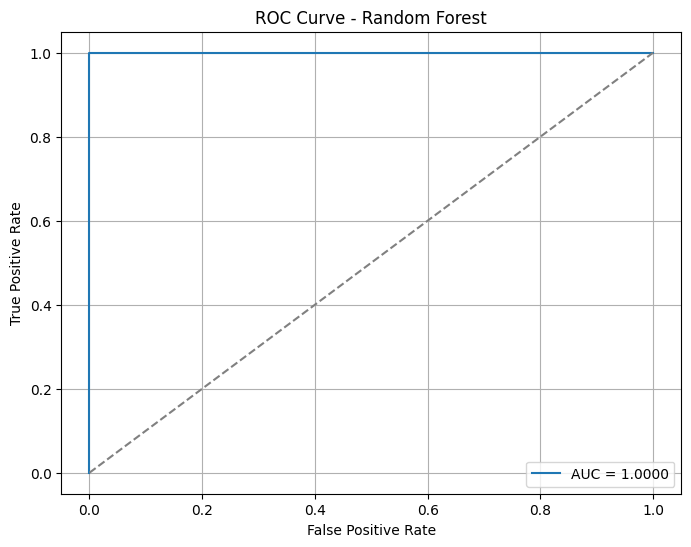 ROC Curve - Random Forest
1.0
0.8
0.6
0.4
0.2
0.0
True Positive Rate
AUC = 1.0000
0.0 0.2 0.4 0.6 0.8 1.0
False Positive Rate